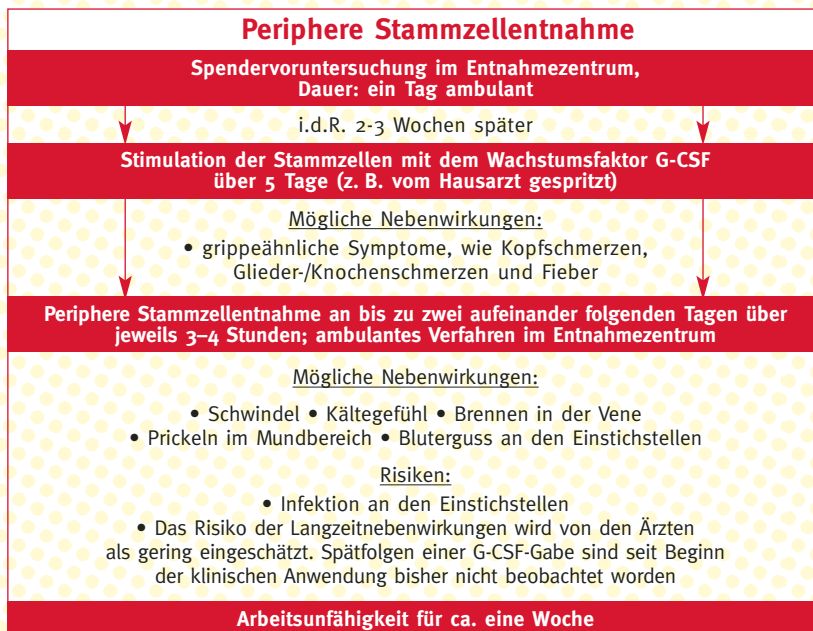 Periphere Stammzellentnahme
Spendervoruntersuchung im Entnahmezentrum,
Dauer: ein Tag ambulant
i.d.R. 2-3 Wochen später
Stimulation der Stammzellen mit dem Wachstumsfaktor G-CSF
über 5 Tage (z. B. vom Hausarzt gespritzt)
Mögliche Nebenwirkungen:
• grippeähnliche Symptome, wie Kopfschmerzen,
Glieder-/Knochenschmerzen und Fieber
Periphere Stammzellentnahme an bis zu zwei aufeinander folgenden Tagen über
jeweils 3–4 Stunden; ambulantes Verfahren im Entnahmezentrum
Mögliche Nebenwirkungen:
• Schwindel • Kältegefühl • Brennen in der Vene
• Prickeln im Mundbereich • Bluterguss an den Einstichstellen
Risiken:
• Infektion an den Einstichstellen
• Das Risiko der Langzeitnebenwirkungen wird von den Ärzten
als gering eingeschätzt. Spätfolgen einer G-CSF-Gabe sind seit Beginn
der klinischen Anwendung bisher nicht beobachtet worden
Arbeitsunfähigkeit für ca. eine Woche